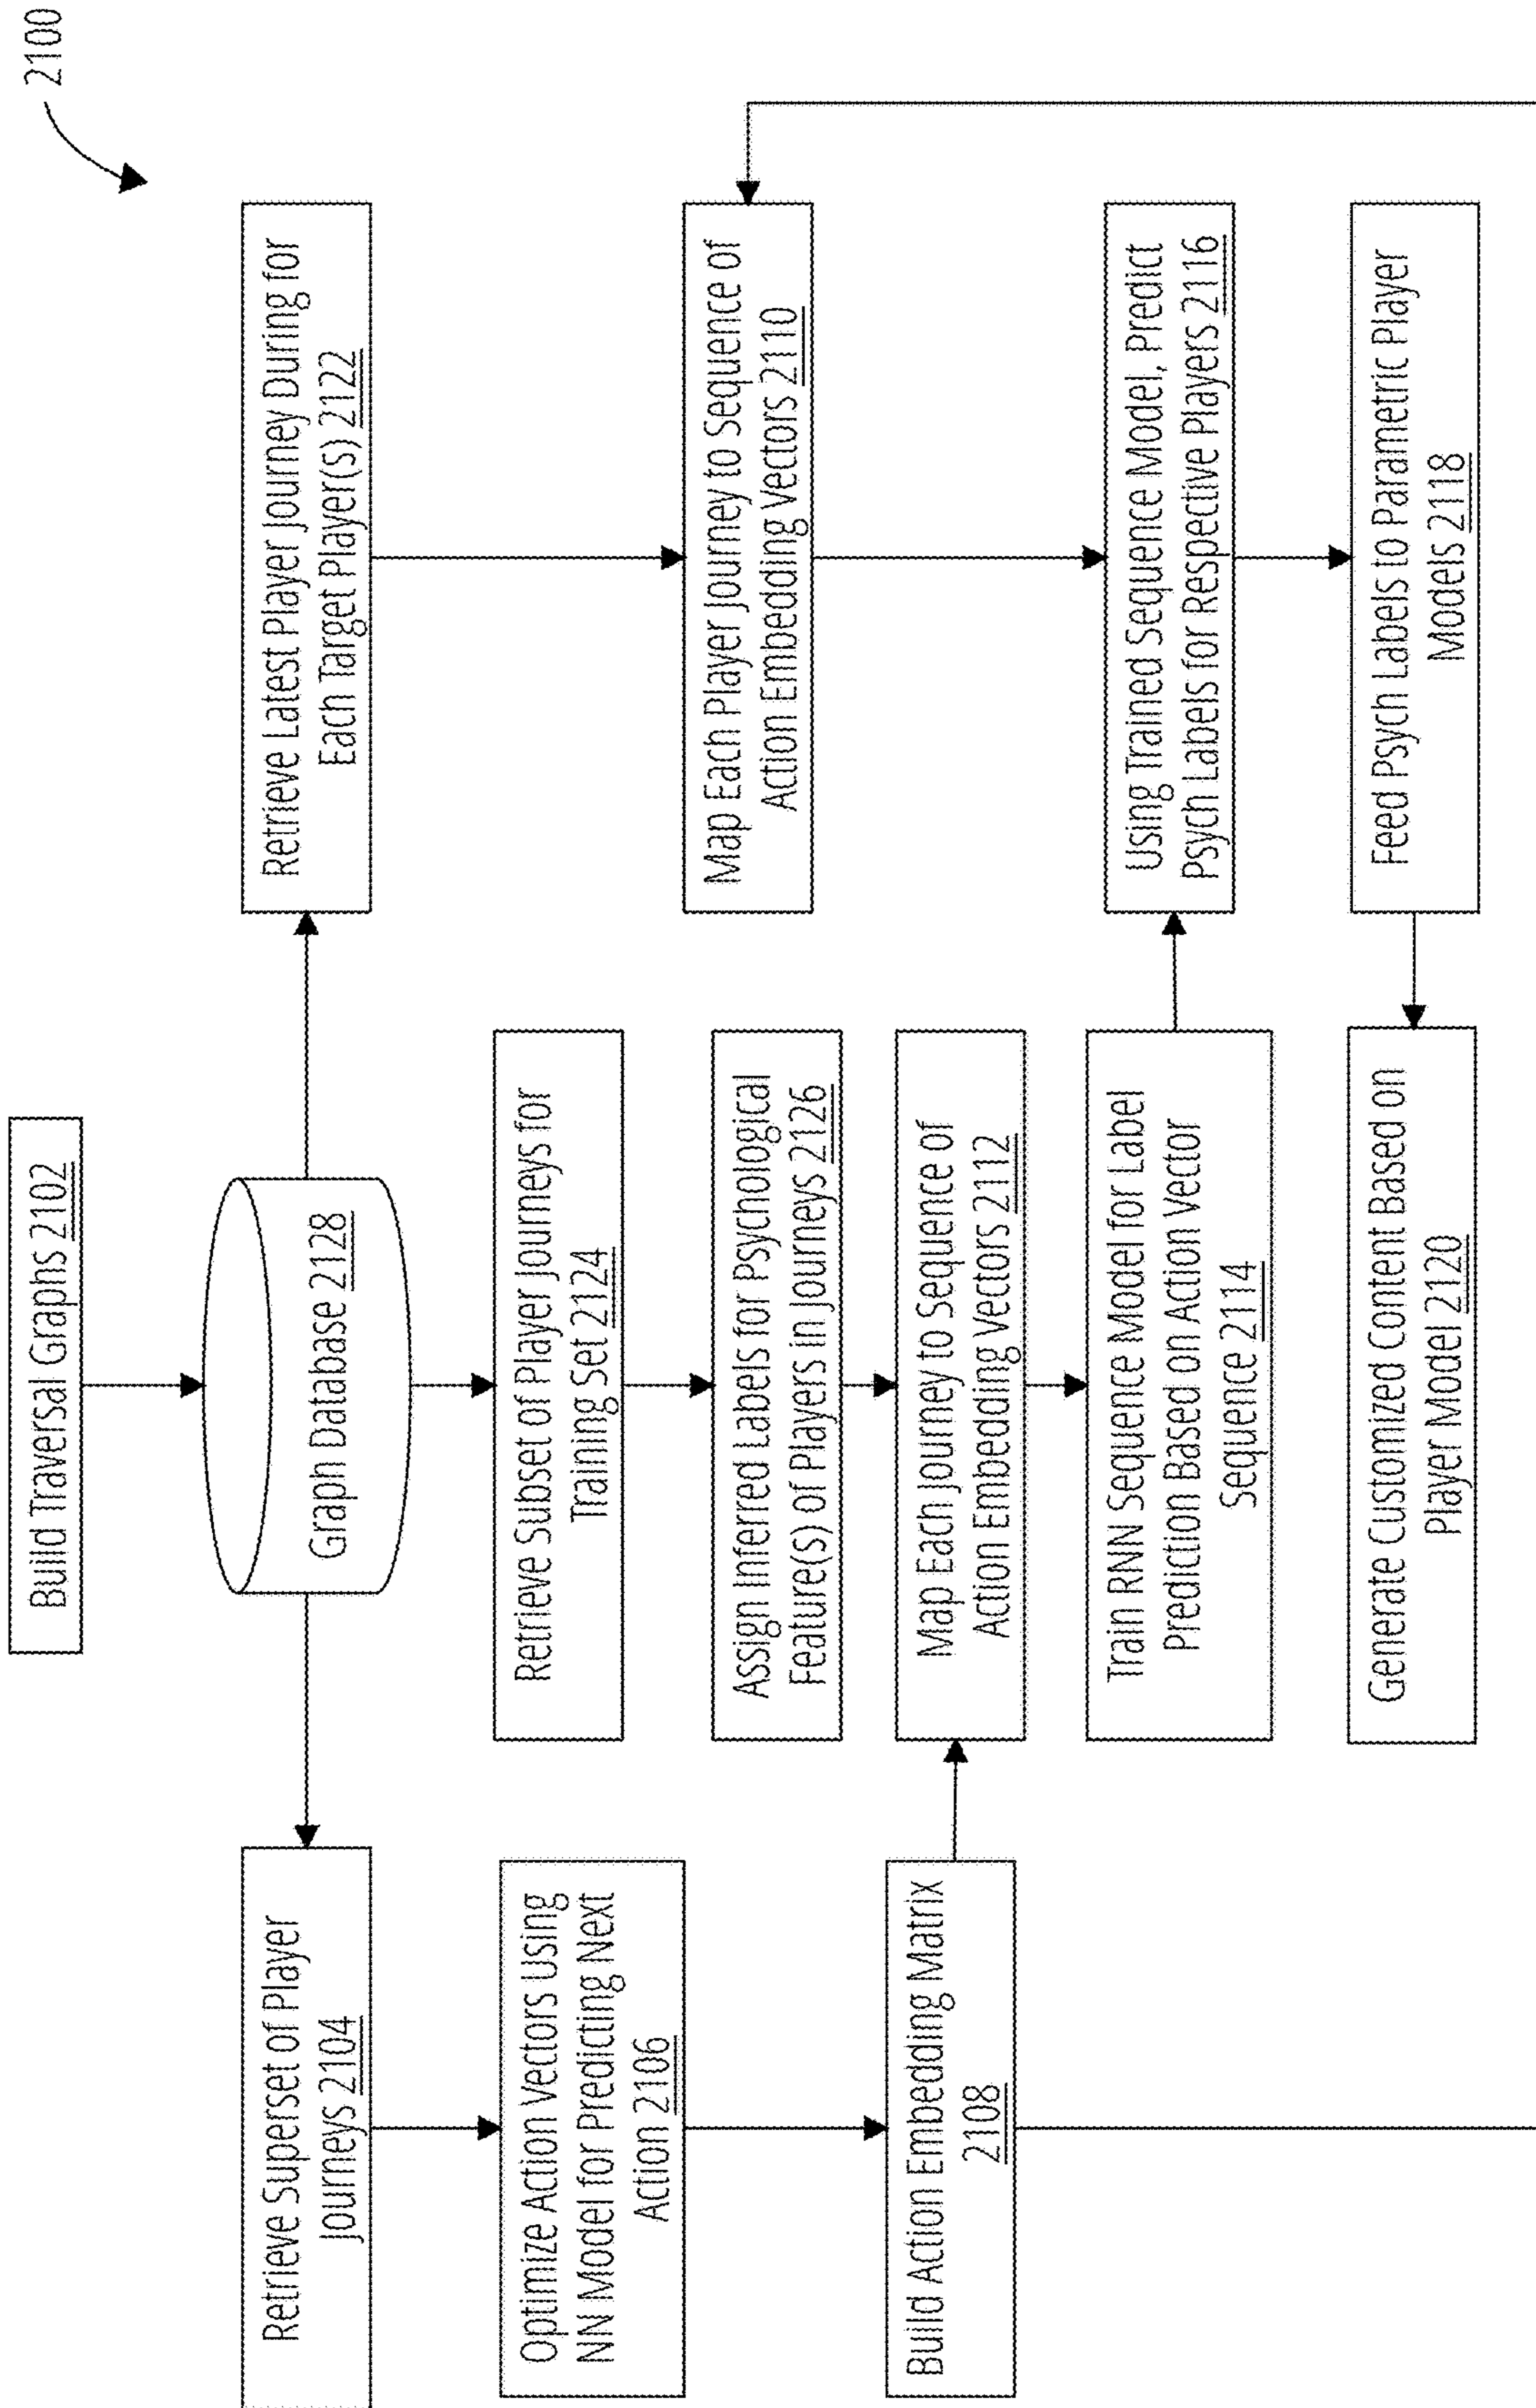 2100
Build Traversal Graphs 2102
Graph Database 2128
Retrieve Superset of Player
Journeys 2104
Optimize Action Vectors Using
NN Model for Predicting Next
Action 2106
Build Action Embedding Matrix
2108
Retrieve Subset of Player Journeys for
Training Set 2124
Assign Inferred Labels for Psychological
Feature(s) of Players in Journeys 2126
Map Each Journey to Sequence of
Action Embedding Vectors 2112
Train RNN Sequence Model for Label
Prediction Based on Action Vector
Sequence 2114
Retrieve Latest Player Journey During for
Each Target Player(s) 2122
Map Each Player Journey to Sequence of
Action Embedding Vectors 2110
Using Trained Sequence Model, Predict
Psych Labels for Respective Players 2116
Feed Psych Labels to Parametric Player
Models 2118
Generate Customized Content Based on
Player Model 2120